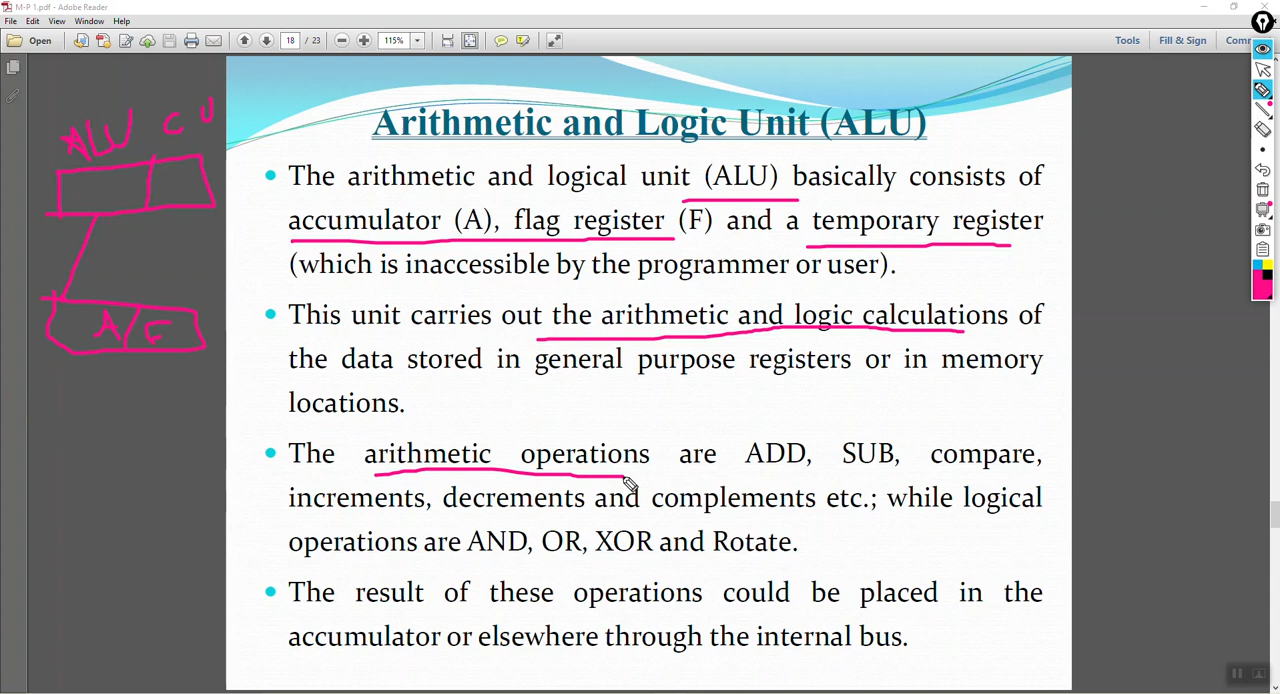 M-P 1.pdf - Adobe Reader
File Edit View Window Help
Open 18 / 23 115% Tools Fill & Sign
ALU CU
A/F
Arithmetic and Logic Unit (ALU)
• The arithmetic and logical unit (ALU) basically consists of
accumulator (A), flag register (F) and a temporary register
(which is inaccessible by the programmer or user).
• This unit carries out the arithmetic and logic calculations of
the data stored in general purpose registers or in memory
locations.
• The arithmetic operations are ADD, SUB, compare,
increments, decrements and complements etc.; while logical
operations are AND, OR, XOR and Rotate.
• The result of these operations could be placed in the
accumulator or elsewhere through the internal bus.